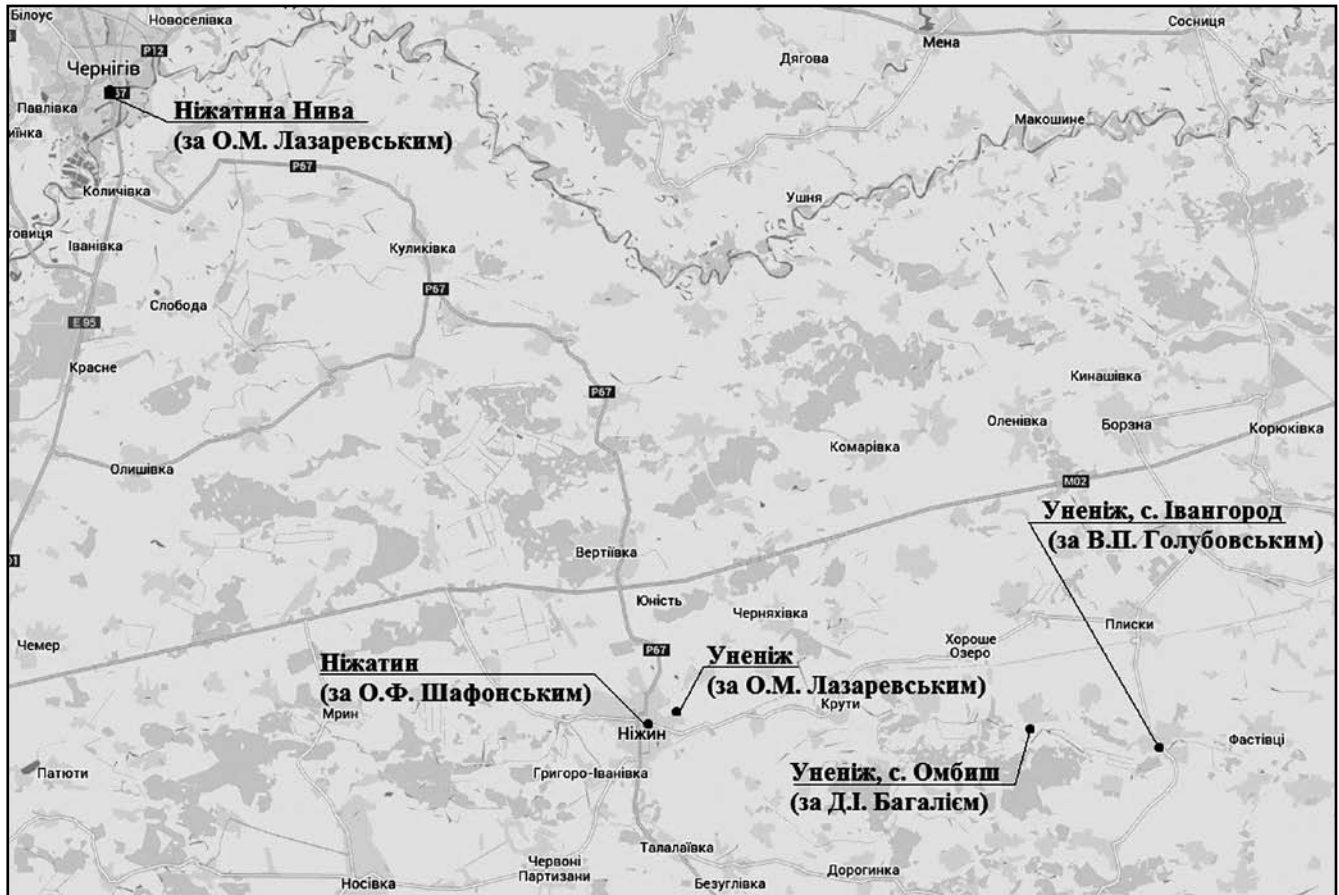 Білоус
Новоселівка
Сосниця
Мена
P12
Дягова
Чернігів
Павлівка
Ніжатина Нива
(за О.М. Лазаревським)
Макошине
P67
Количівка
Ушня
Іванівка
Куликівка
P67
Слобода
E 95
Красне
Кинашівка
P67
Оленівка
Борзна
Корюківка
Комарівка
Олишівка
M02
Уненіж, с. Івангород
(за В.П. Голубовським)
Вертіївка
Юність
Черняхівка
Плиски
Чемер
Хороше
Озеро
P67
Ніжатин
(за О.Ф. Шафонським)
Уненіж
(за О.М. Лазаревським)
Мрин
Крути
Ніжин
Фастівці
Патюти
Григоро-Іванівка
Уненіж, с. Омбиш
(за Д.І. Багалієм)
Талалаївка
Червоні
Партизани
Дорогинка
Носівка
Безуглівка